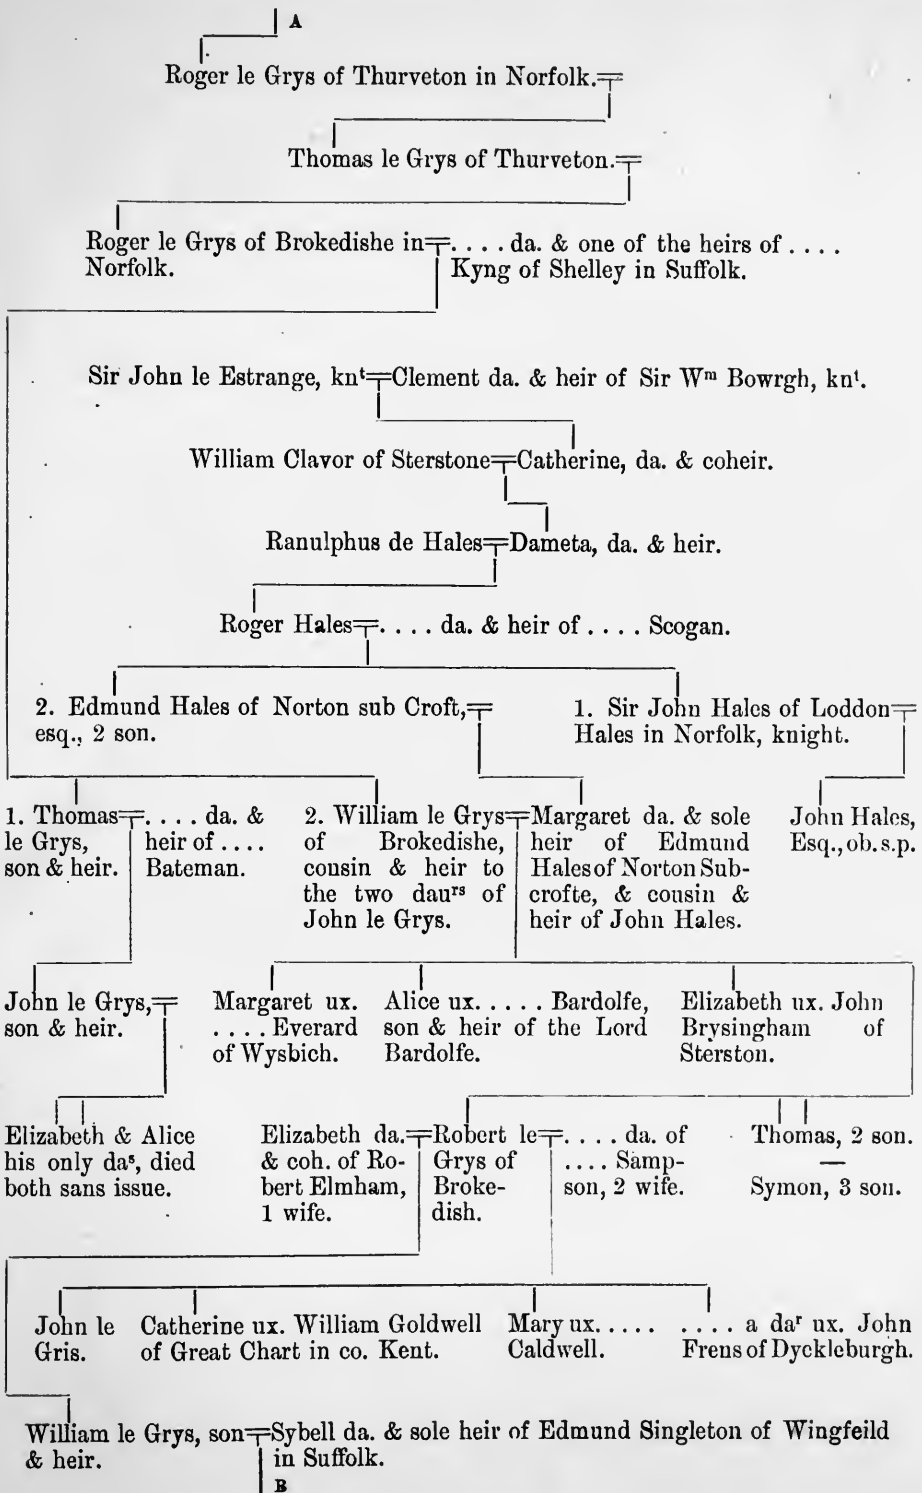 A
Roger le Grys of Thurveton in Norfolk.
Thomas le Grys of Thurveton.
Roger le Grys of Brokedishe in
Norfolk.
. . . . da. & one of the heirs of . . . .
Kyng of Shelley in Suffolk.
Sir John le Estrange, knᵗ
Clement da. & heir of Sir Wᵐ Bowrgh, knᵗ.
William Clavor of Sterstone
Catherine, da. & coheir.
Ranulphus de Hales
Dameta, da. & heir.
Roger Hales
. . . . da. & heir of . . . . Scogan.
2. Edmund Hales of Norton sub Croft,
esq., 2 son.
1. Sir John Hales of Loddon
Hales in Norfolk, knight.
1. Thomas
le Grys,
son & heir.
. . . . da. &
heir of . . . .
Bateman.
2. William le Grys
of Brokedishe,
cousin & heir to
the two dauʳˢ of
John le Grys.
Margaret da. & sole
heir of Edmund
Hales of Norton Sub-
crofte, & cousin &
heir of John Hales.
John Hales,
Esq., ob. s.p.
John le Grys,
son & heir.
Margaret ux.
. . . . Everard
of Wysbich.
Alice ux. . . . . Bardolfe,
son & heir of the Lord
Bardolfe.
Elizabeth ux. John
Brysingham of
Sterston.
Elizabeth & Alice
his only daˢ, died
both sans issue.
Elizabeth da.
& coh. of Ro-
bert Elmham,
1 wife.
Robert le
Grys of
Broke-
dish.
. . . . da. of
. . . . Samp-
son, 2 wife.
Thomas, 2 son.
—
Symon, 3 son.
John le
Gris.
Catherine ux. William Goldwell
of Great Chart in co. Kent.
Mary ux. . . . .
Caldwell.
. . . . a daʳ ux. John
Frens of Dyckleburgh.
William le Grys, son
& heir.
Sybell da. & sole heir of Edmund Singleton of Wingfeild
in Suffolk.
B